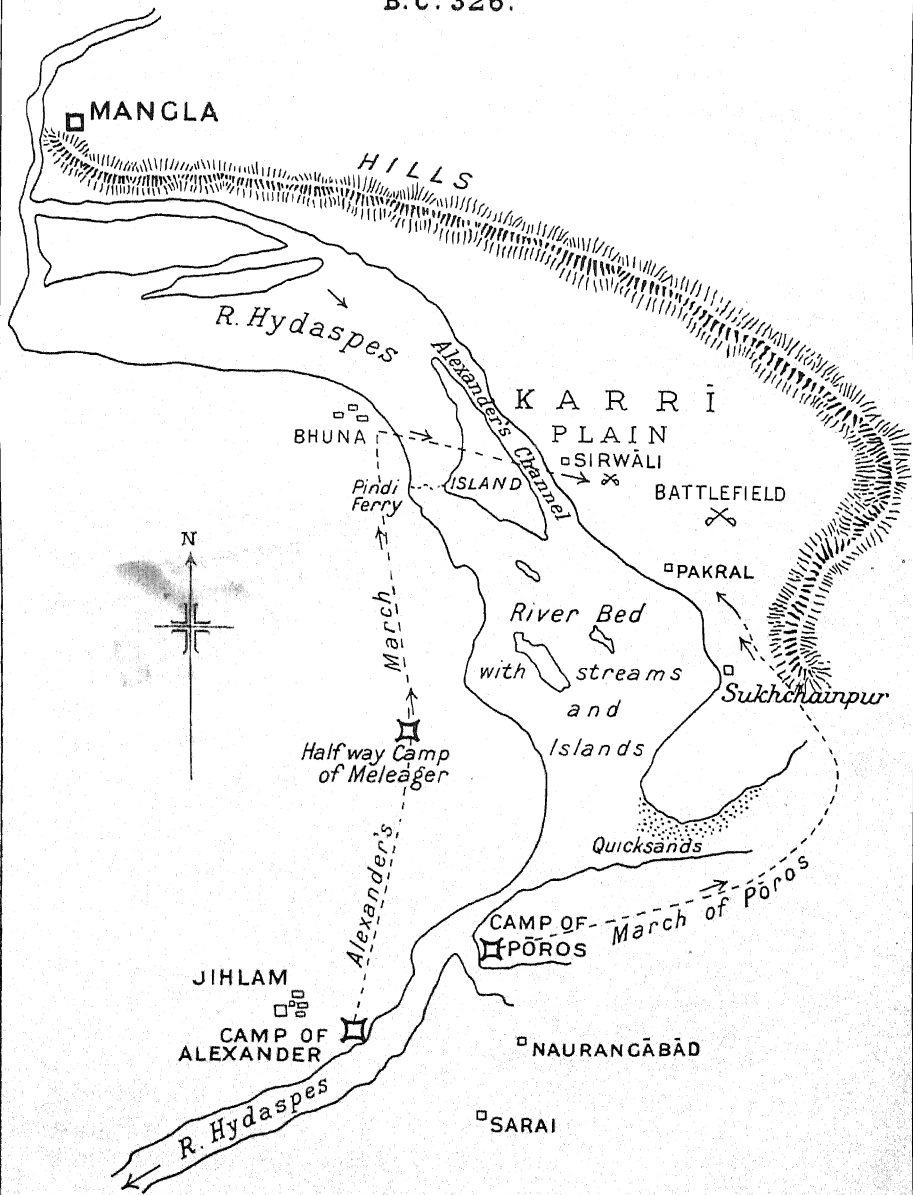 B.C. 326.
MANGLA
HILLS
R. Hydaspes
Alexander's Channel
KARRĪ
PLAIN
BHUNA
SIRWĀLI
Pindi
Ferry
ISLAND
BATTLEFIELD
N
PAKRAL
River Bed
with streams
and
Islands
March
Sukhchainpur
Halfway Camp
of Meleager
Alexander's
Quicksands
March of Pōros
CAMP OF
PŌROS
JIHLAM
CAMP OF
ALEXANDER
NAURANGĀBĀD
R. Hydaspes
SARAI